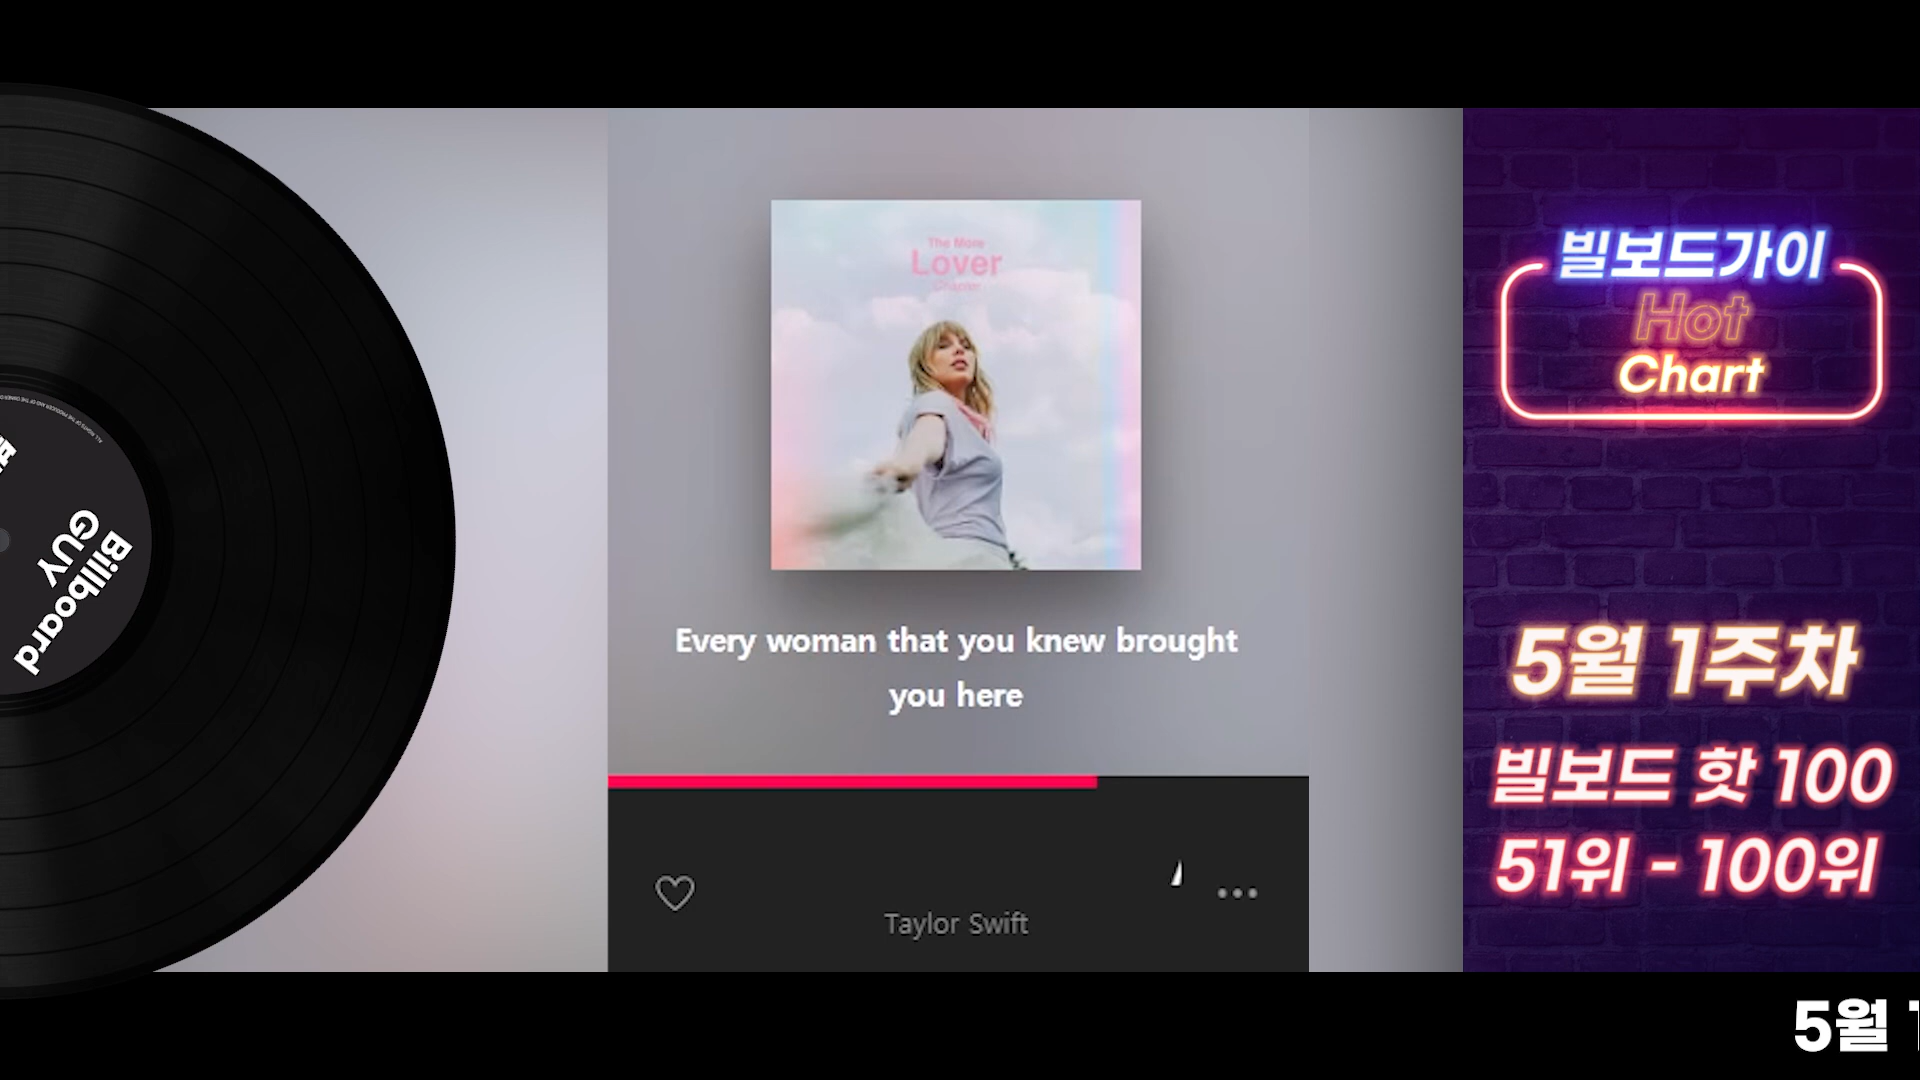 Billboard
GUY
The More
Lover
Chapter
Every woman that you knew brought
you here
Taylor Swift
빌보드가이
Hot
Chart
5월 1주차
빌보드 핫 100
51위 - 100위
5월